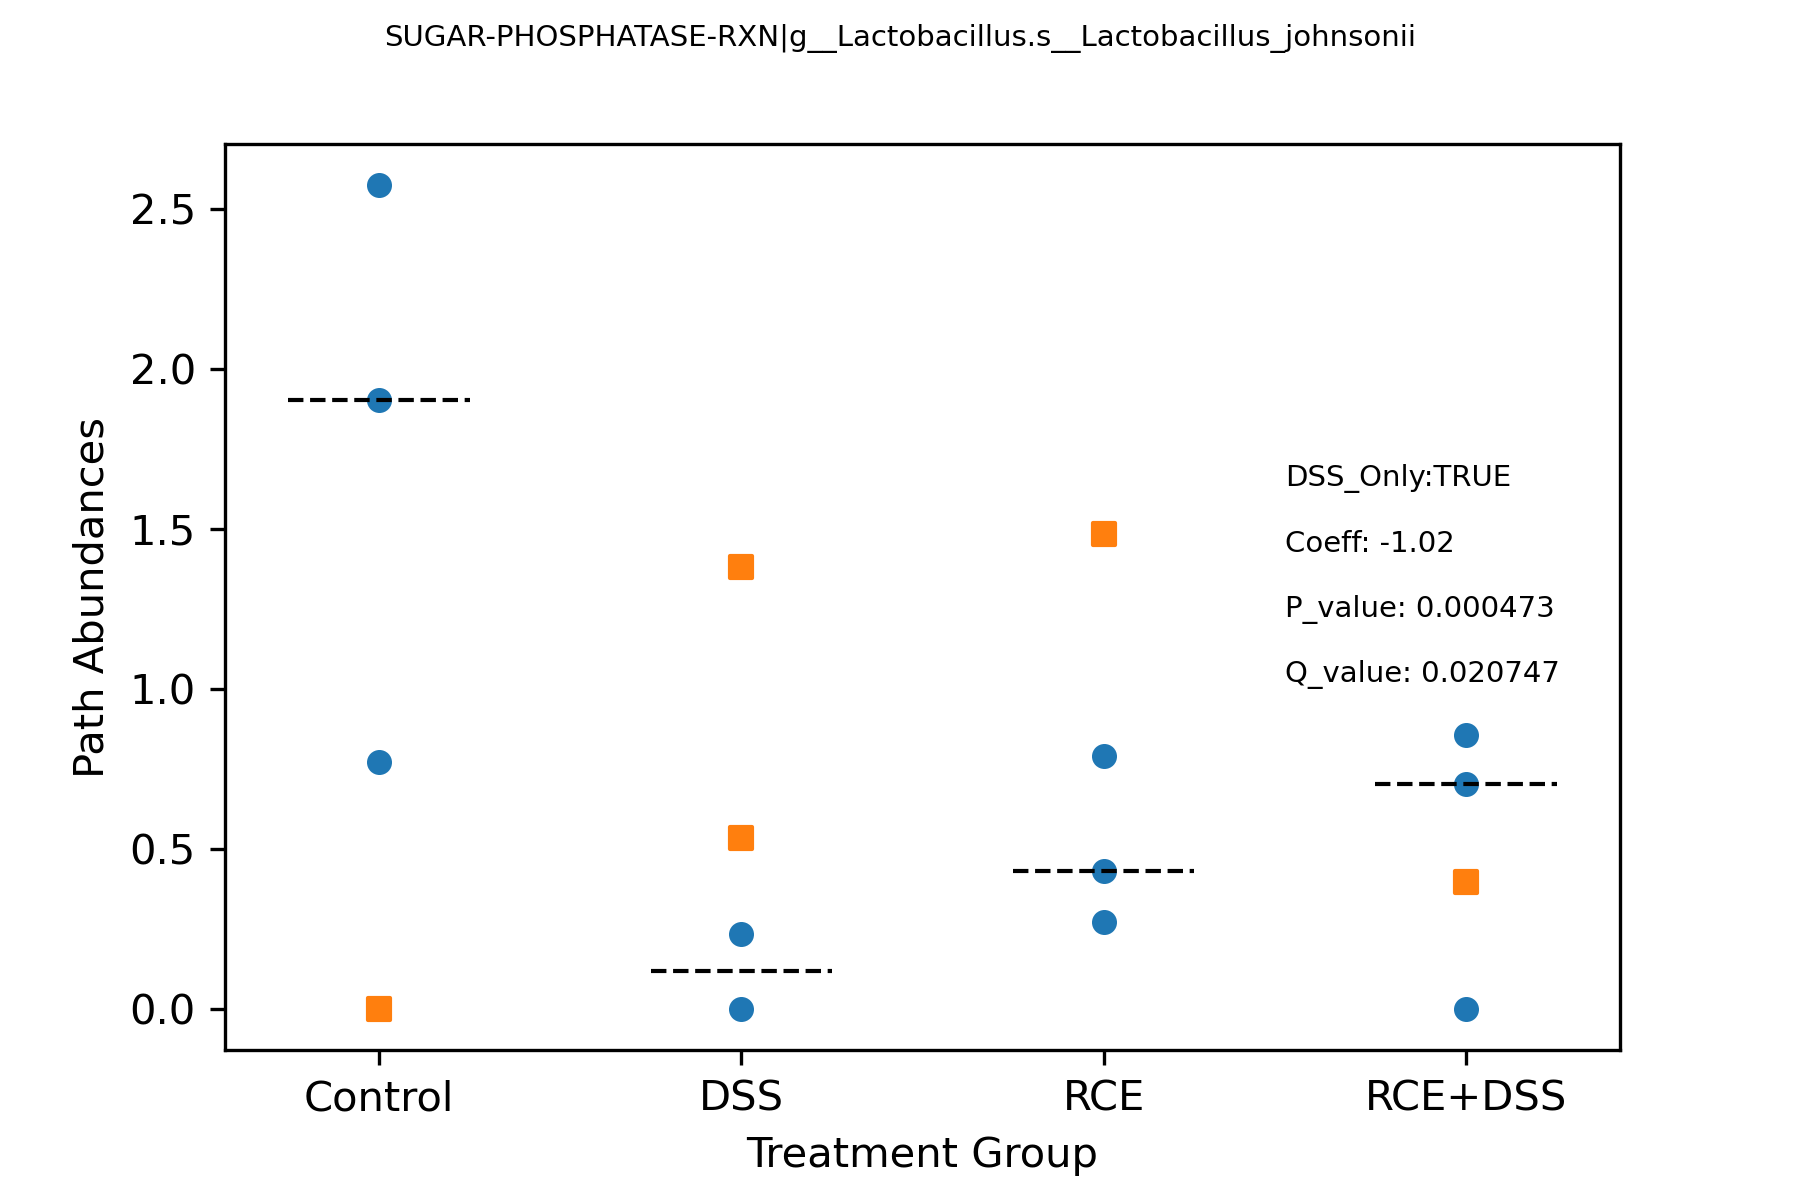 SUGAR-PHOSPHATASE-RXN|g__Lactobacillus.s__Lactobacillus_johnsonii
Path Abundances
2.5
2.0
1.5
1.0
0.5
0.0
DSS_Only:TRUE
Coeff: -1.02
P_value: 0.000473
Q_value: 0.020747
Control DSS RCE RCE+DSS
Treatment Group